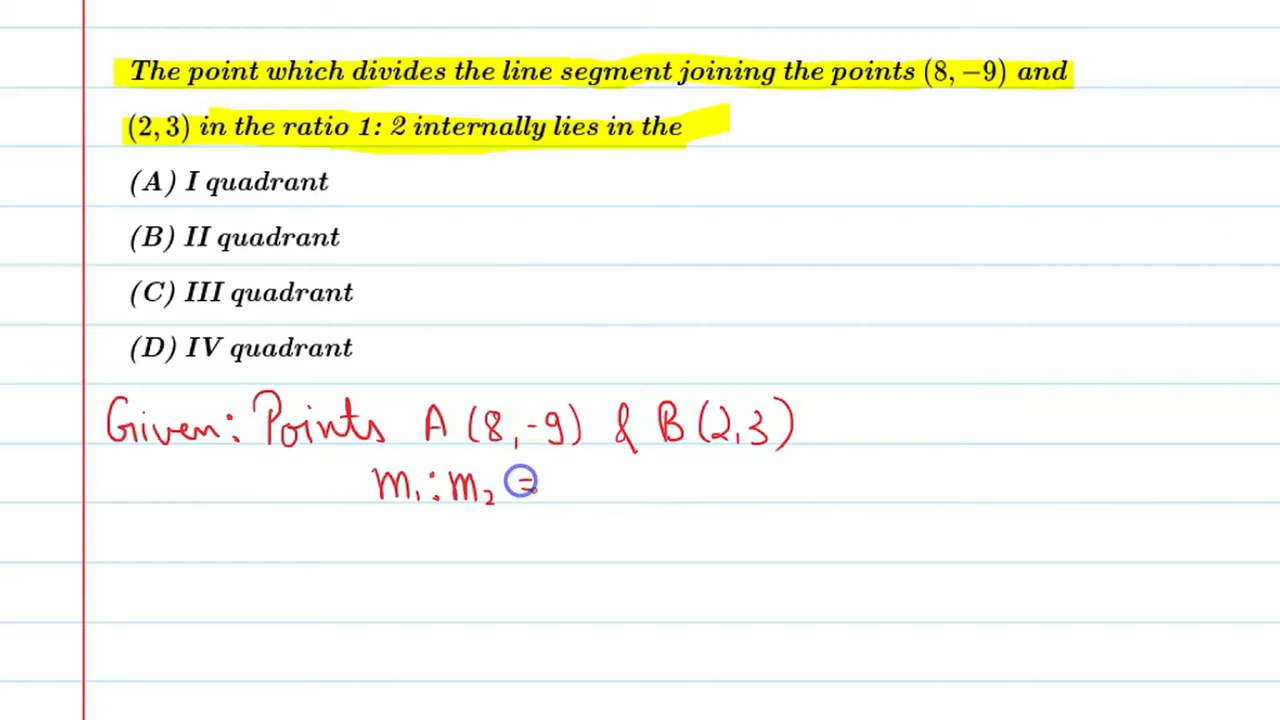 The point which divides the line segment joining the points (8, −9) and
(2, 3) in the ratio 1: 2 internally lies in the
(A) I quadrant
(B) II quadrant
(C) III quadrant
(D) IV quadrant
Given: Points A (8, -9) & B (2, 3)
m₁ : m₂ =